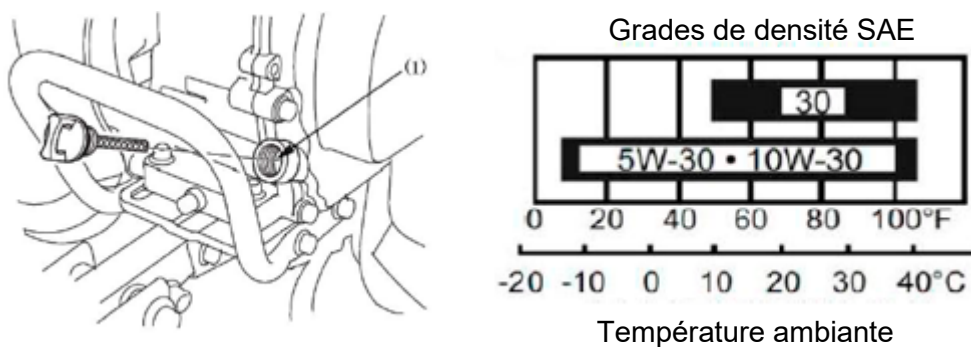 (1)
Grades de densité SAE
30
5W-30 • 10W-30
0 20 40 60 80 100°F
-20 -10 0 10 20 30 40°C
Température ambiante